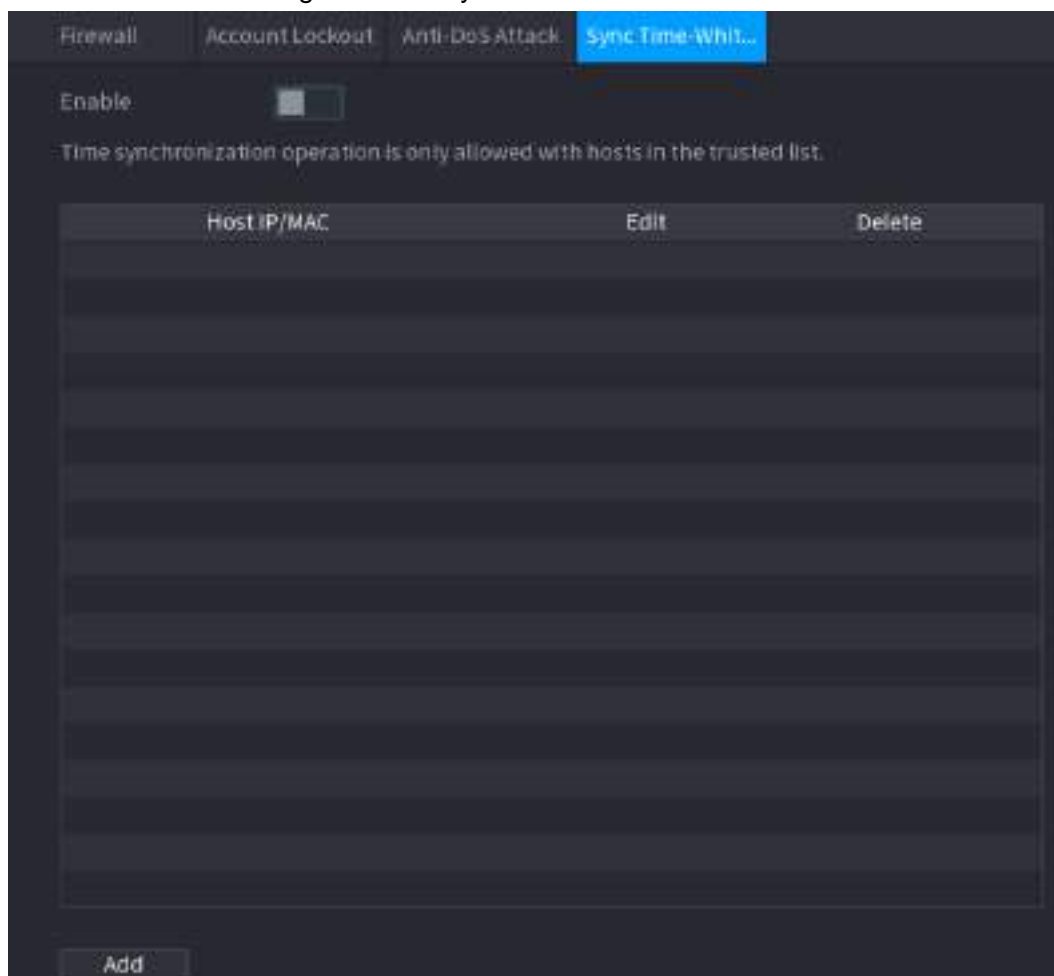 Firewall Account Lockout Anti-DoS Attack Sync Time-Whit...
Enable
Time synchronization operation is only allowed with hosts in the trusted list.
Host IP/MAC Edit Delete
Add